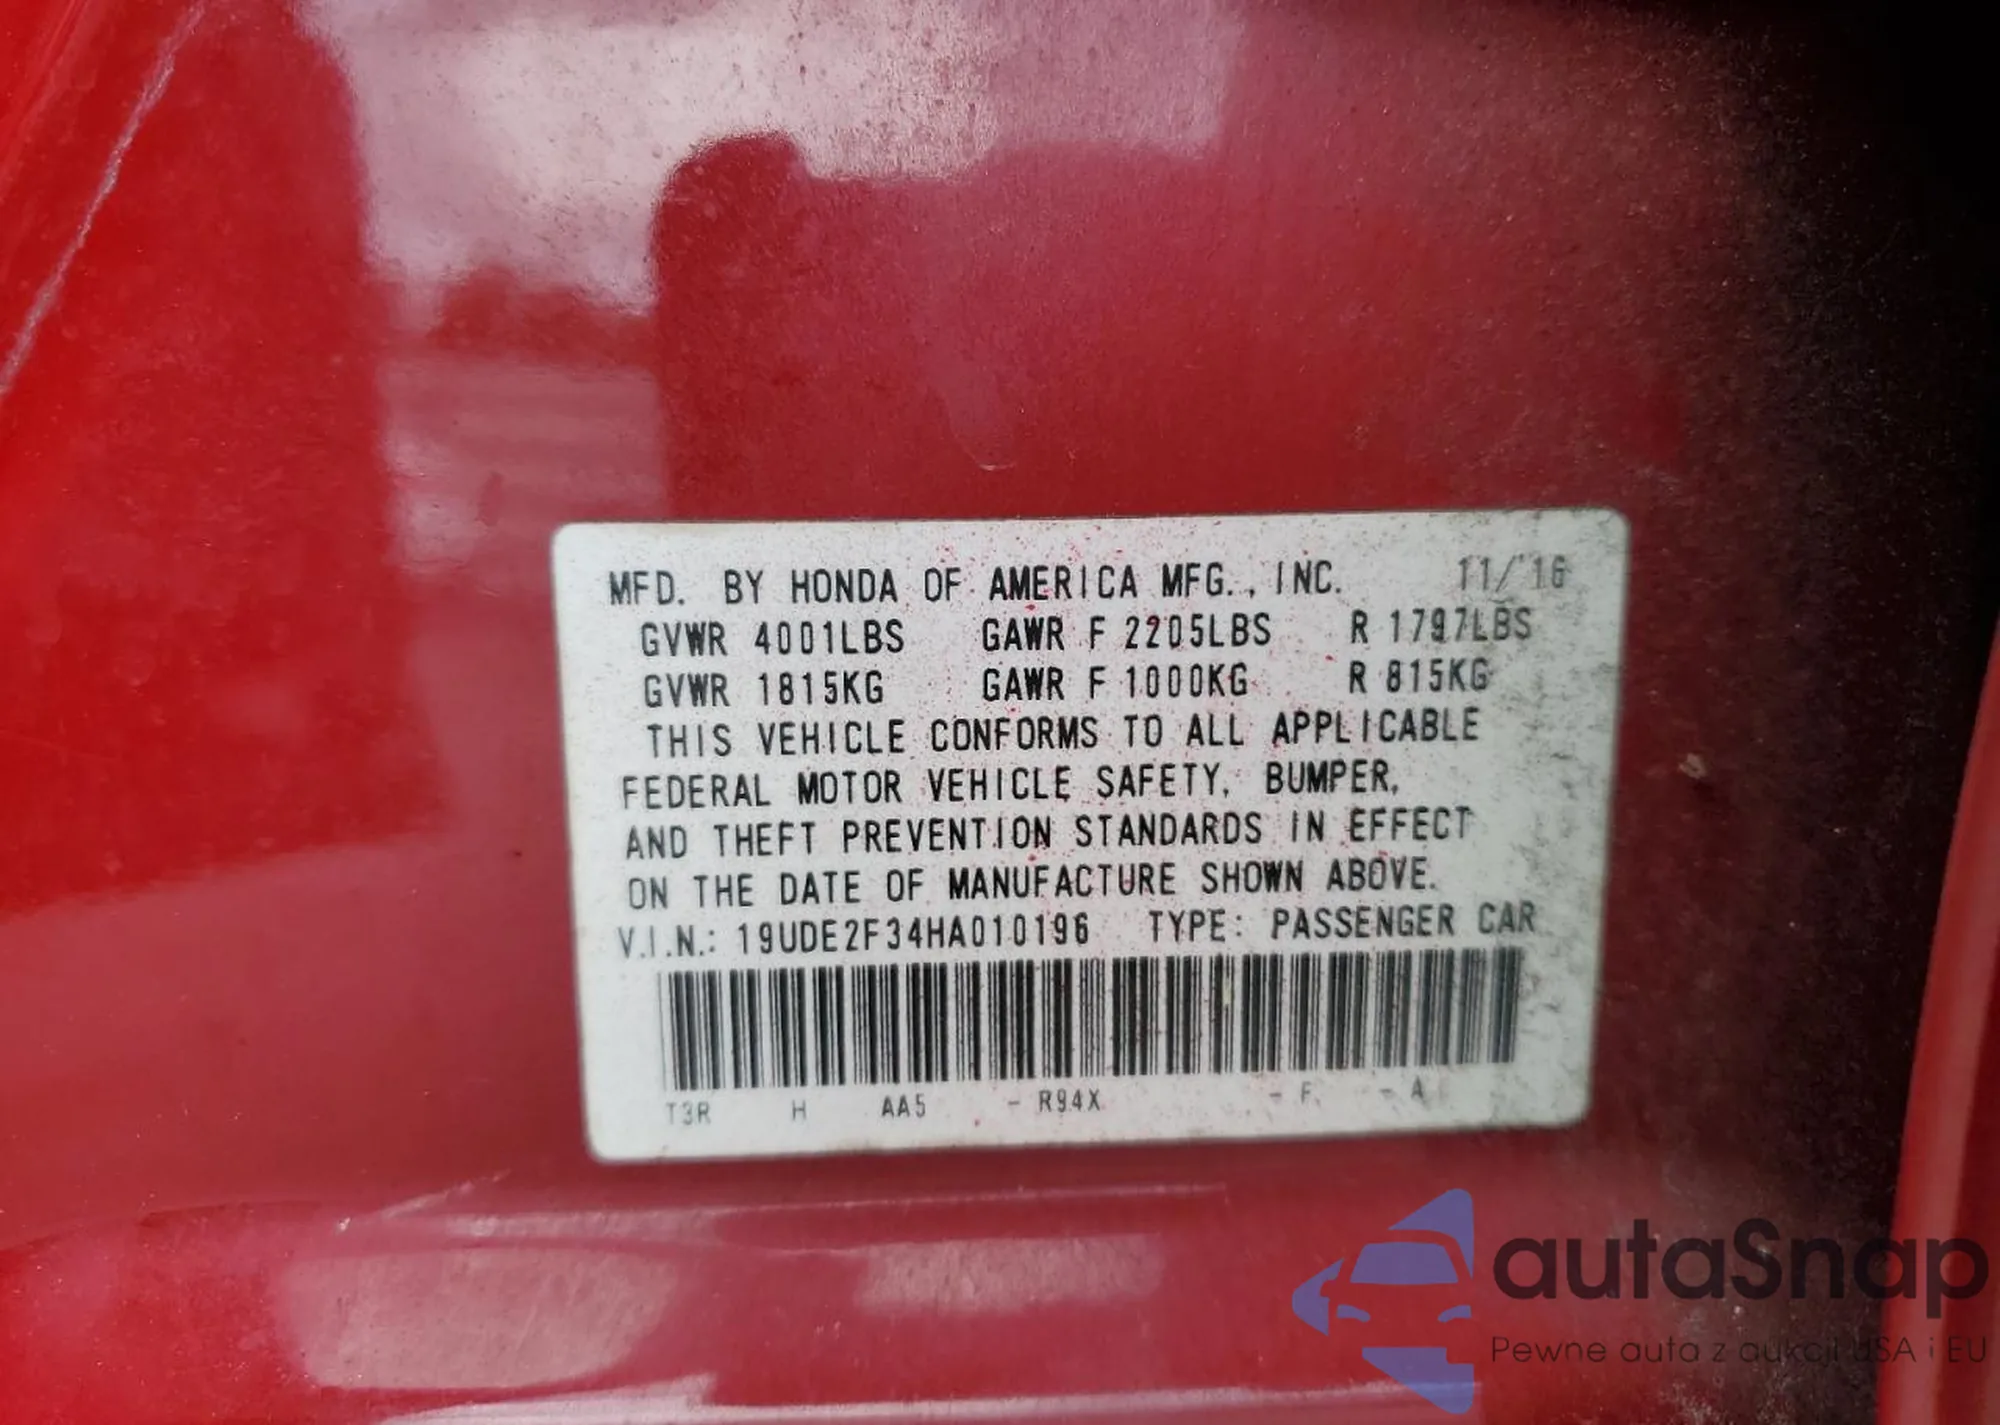 MFD. BY HONDA OF AMERICA MFG., INC. 11/16
GVWR 4001LBS GAWR F 2205LBS R 1797LBS
GVWR 1815KG GAWR F 1000KG R 815KG
THIS VEHICLE CONFORMS TO ALL APPLICABLE
FEDERAL MOTOR VEHICLE SAFETY, BUMPER,
AND THEFT PREVENTION STANDARDS IN EFFECT
ON THE DATE OF MANUFACTURE SHOWN ABOVE.
V.I.N.: 19UDE2F34HA010196 TYPE: PASSENGER CAR
T3R H AA5 - R94X - F - A
autaSnap
Pewne auta z aukcji USA i EU